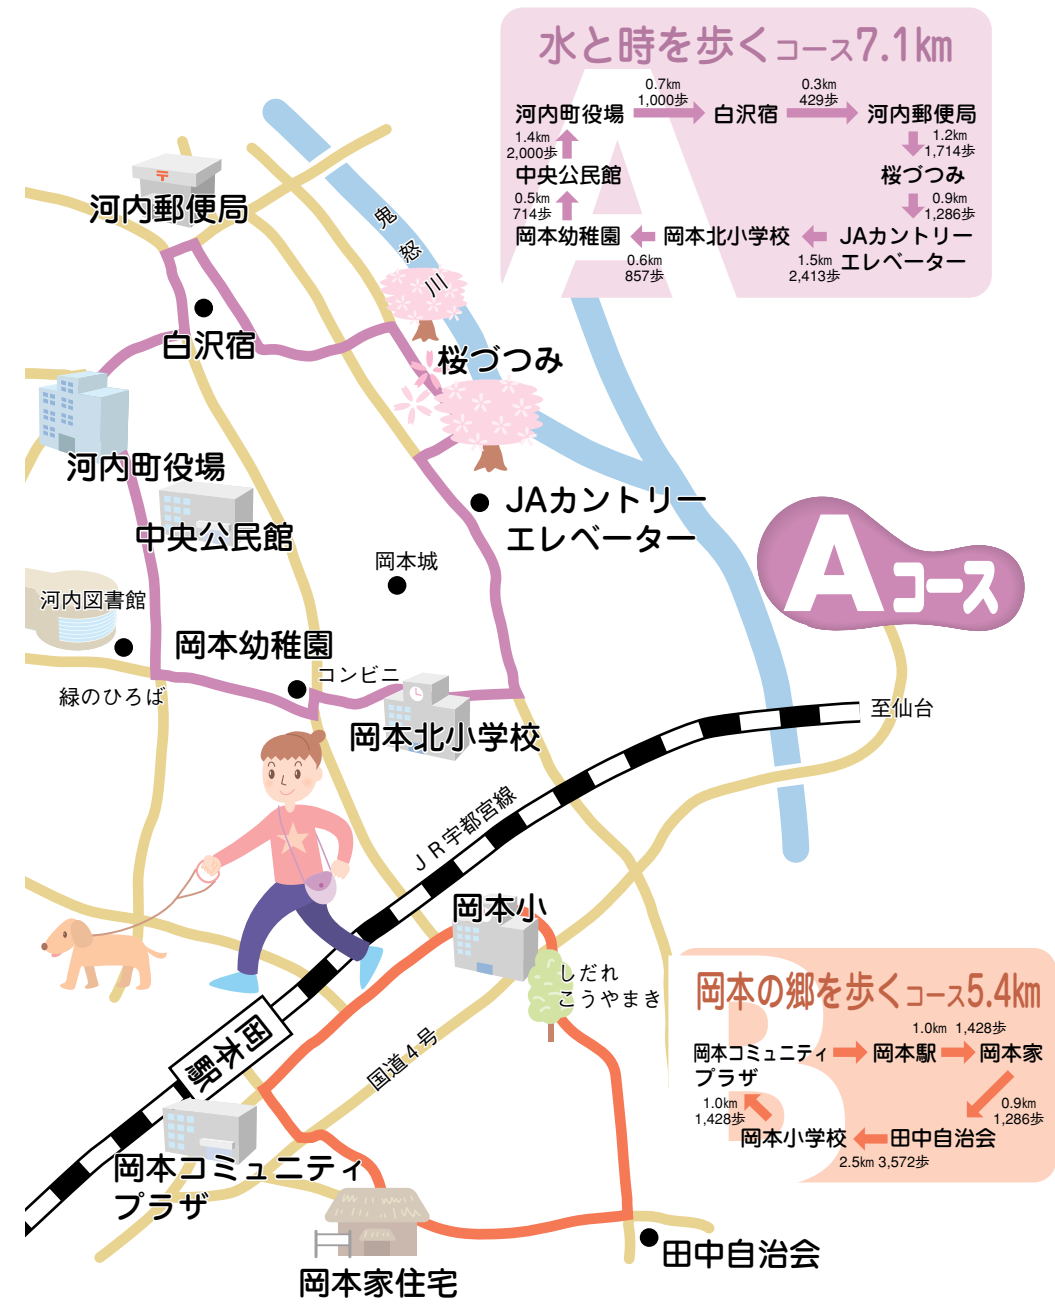 水と時を歩くコース7.1km
0.7km
1,000歩
0.3km
429歩
河内町役場
白沢宿
河内郵便局
1.4km
2,000歩
1.2km
1,714歩
中央公民館
桜づつみ
0.5km
714歩
0.9km
1,286歩
岡本幼稚園
岡本北小学校
JAカントリー
エレベーター
0.6km
857歩
1.5km
2,413歩
A
河内郵便局
鬼怒川
白沢宿
桜づつみ
河内町役場
JAカントリー
エレベーター
中央公民館
岡本城
Aコース
河内図書館
岡本幼稚園
コンビニ
緑のひろば
岡本北小学校
至仙台
JR宇都宮線
岡本小
しだれ
こうやまき
国道4号
岡本駅
岡本コミュニティ
プラザ
岡本家住宅
田中自治会
岡本の郷を歩くコース5.4km
1.0km 1,428歩
岡本コミュニティ
プラザ
岡本駅
岡本家
1.0km
1,428歩
0.9km
1,286歩
岡本小学校
田中自治会
2.5km 3,572歩
B